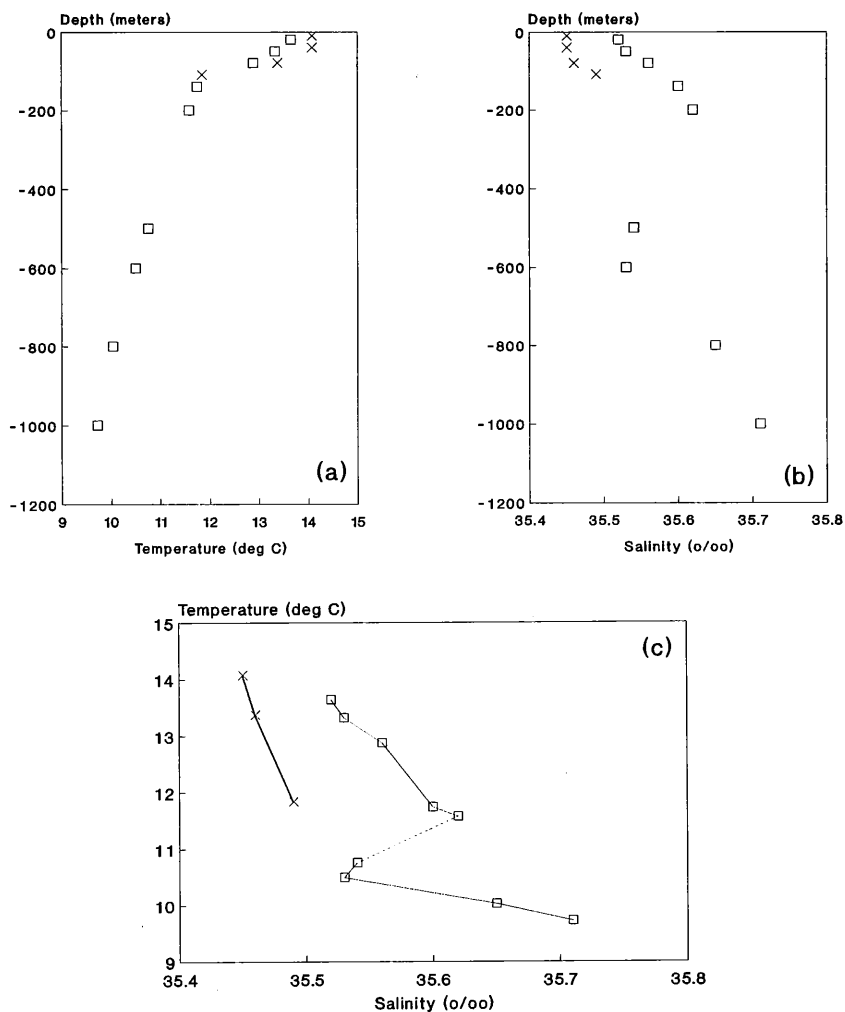 Depth (meters)
0
-200
-400
-600
-800
-1000
-1200
9 10 11 12 13 14 15
Temperature (deg C)
(a)
Depth (meters)
0
-200
-400
-600
-800
-1000
-1200
35.4 35.5 35.6 35.7 35.8
Salinity (o/oo)
(b)
Temperature (deg C)
15
14
13
12
11
10
9
35.4 35.5 35.6 35.7 35.8
Salinity (o/oo)
(c)